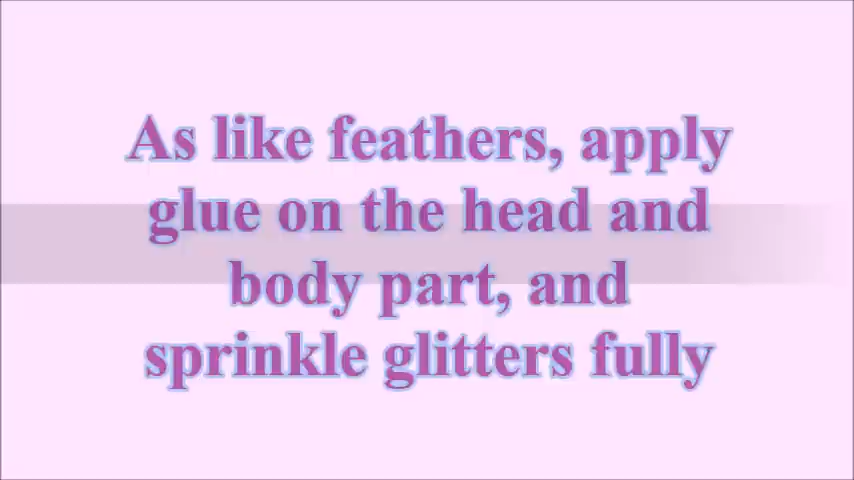 As like feathers, apply
glue on the head and
body part, and
sprinkle glitters fully